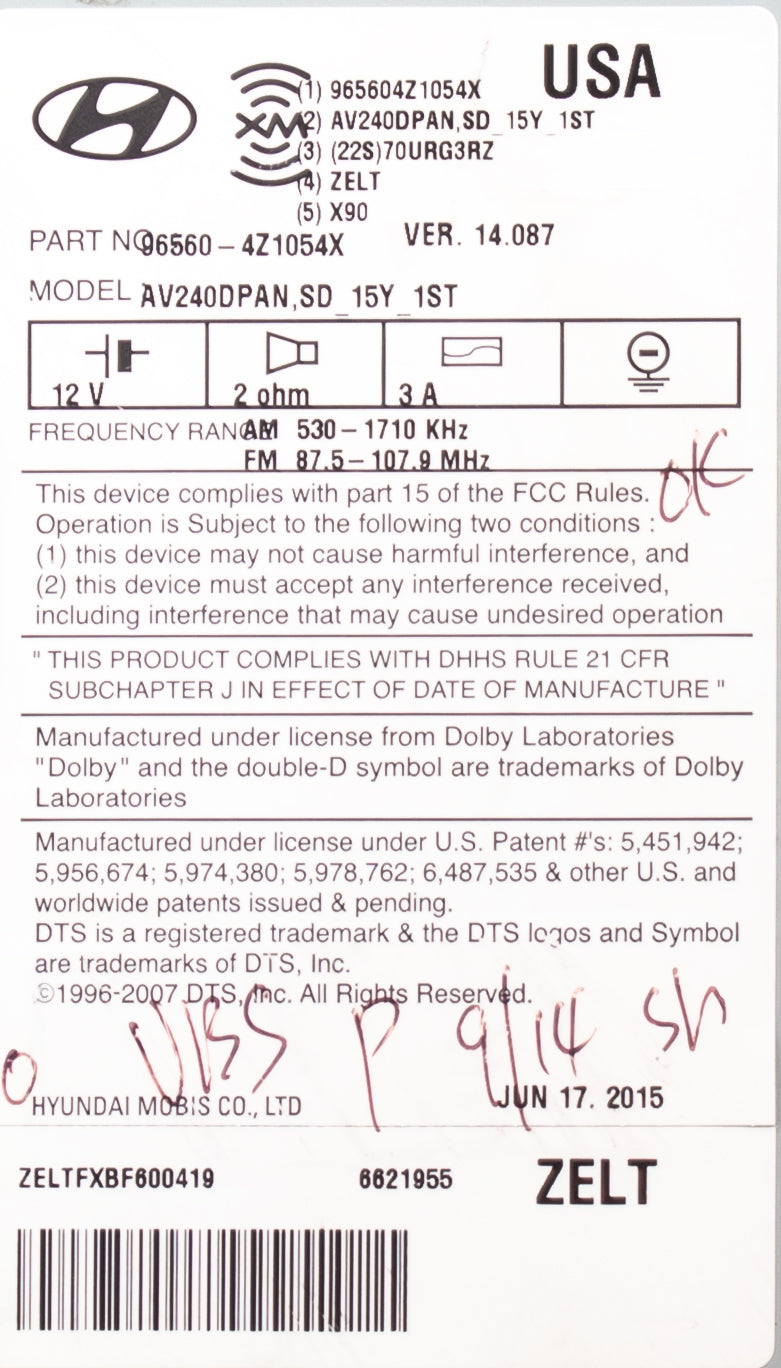 USA
XM
(1) 965604Z1054X
(2) AV240DPAN,SD_15Y_1ST
(3) (22S)70URG3RZ
(4) ZELT
(5) X90
PART NO 96560-4Z1054X VER. 14.087
MODEL AV240DPAN,SD_15Y_1ST
12 V 2 ohm 3 A
FREQUENCY RANGE AM 530-1710 KHz
FM 87.5-107.9 MHz
OK
This device complies with part 15 of the FCC Rules.
Operation is Subject to the following two conditions :
(1) this device may not cause harmful interference, and
(2) this device must accept any interference received,
including interference that may cause undesired operation
" THIS PRODUCT COMPLIES WITH DHHS RULE 21 CFR
SUBCHAPTER J IN EFFECT OF DATE OF MANUFACTURE "
Manufactured under license from Dolby Laboratories
"Dolby" and the double-D symbol are trademarks of Dolby
Laboratories
Manufactured under license under U.S. Patent #'s: 5,451,942;
5,956,674; 5,974,380; 5,978,762; 6,487,535 & other U.S. and
worldwide patents issued & pending.
DTS is a registered trademark & the DTS logos and Symbol
are trademarks of DTS, Inc.
©1996-2007 DTS, Inc. All Rights Reserved.
P 9/14 sh
HYUNDAI MOBIS CO., LTD JUN 17. 2015
ZELTFXBF600419 6621955 ZELT